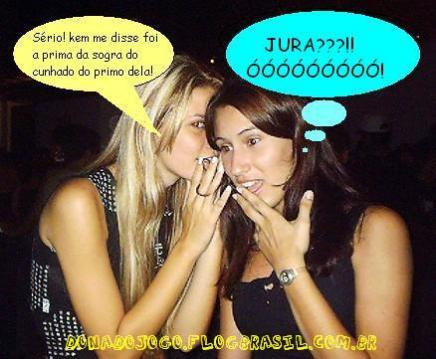 Sério! kem me disse foi
a prima da sogra do
cunhado do primo dela!
JURA???!!
ÓÓÓÓÓÓÓÓÓ!
DONADOJOGO.FLOGBRASIL.COM.BR